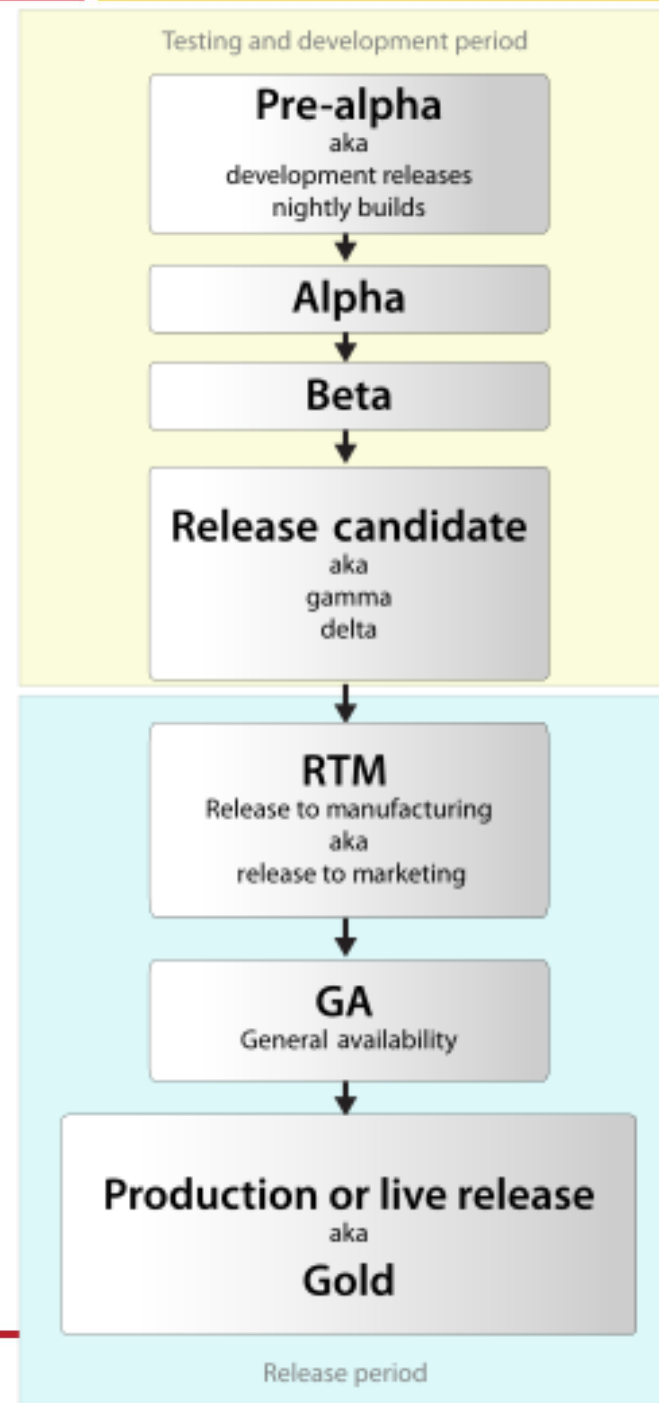 Testing and development period
Pre-alpha
aka
development releases
nightly builds
Alpha
Beta
Release candidate
aka
gamma
delta
RTM
Release to manufacturing
aka
release to marketing
GA
General availability
Production or live release
aka
Gold
Release period